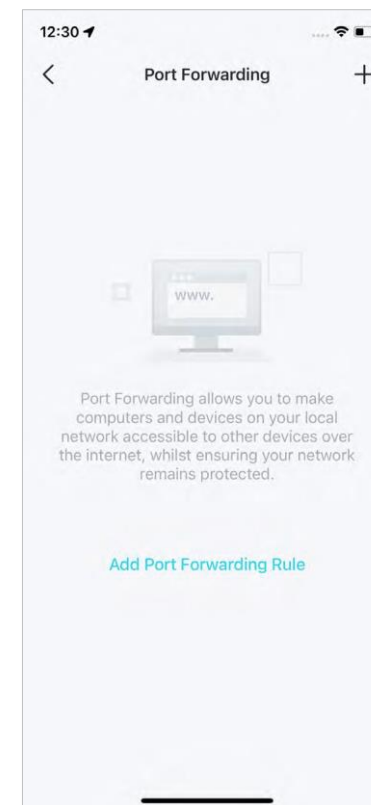 12:30
Port Forwarding
www.
Port Forwarding allows you to make
computers and devices on your local
network accessible to other devices over
the internet, whilst ensuring your network
remains protected.
Add Port Forwarding Rule